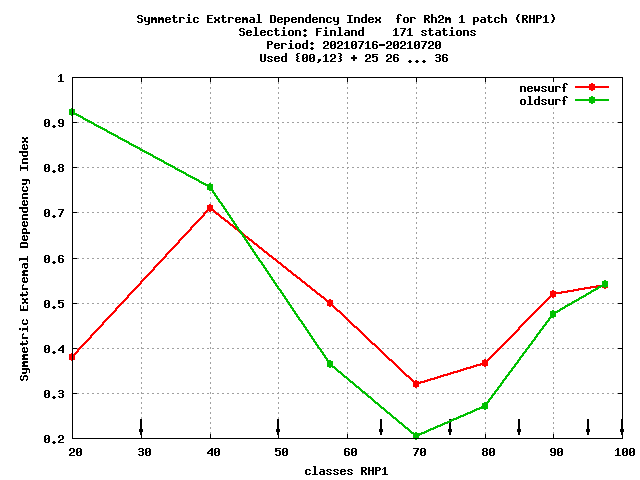 Symmetric Extremal Dependency Index  for Rh2m 1 patch (RHP1)
Selection: Finland    171 stations
Period: 20210716-20210720
Used {00,12} + 25 26 ... 36
newsurf
oldsurf
Symmetric Extremal Dependency Index
1
0.9
0.8
0.7
0.6
0.5
0.4
0.3
0.2
20 30 40 50 60 70 80 90 100
classes RHP1